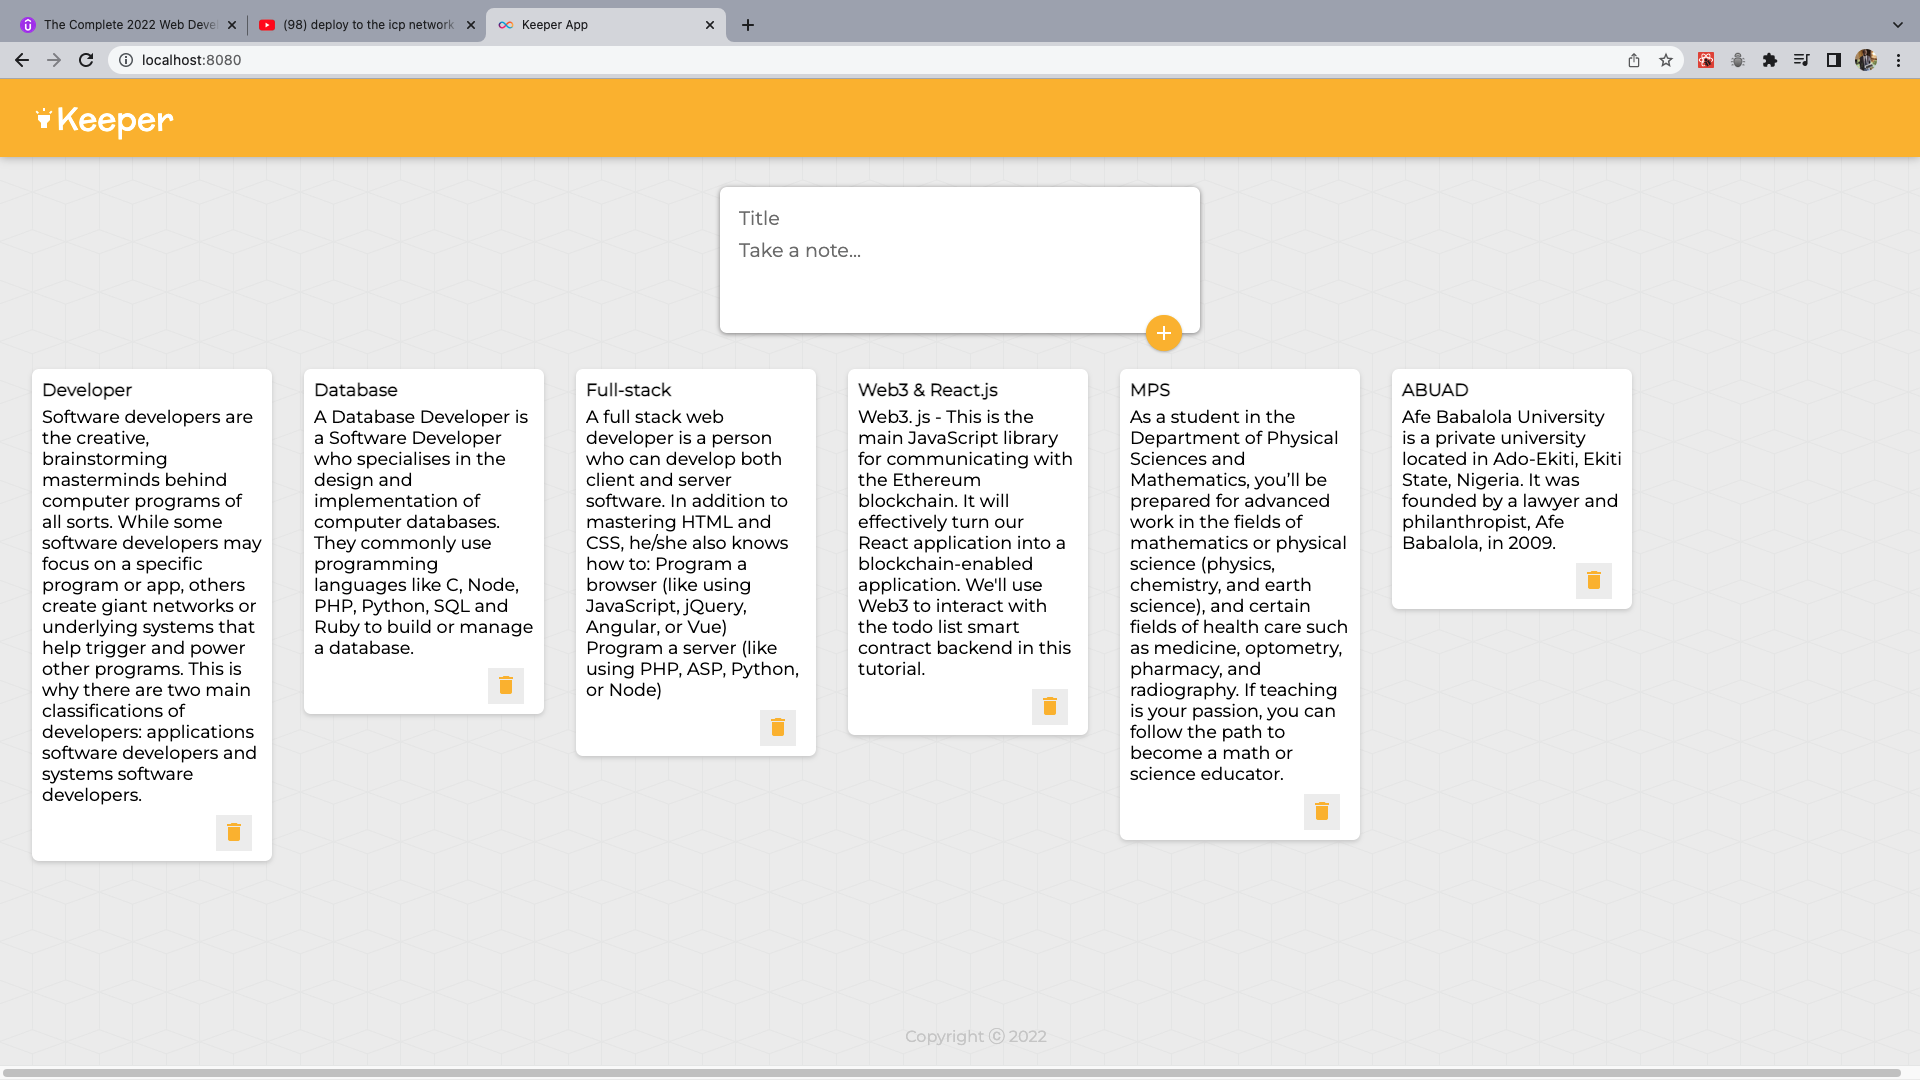 The Complete 2022 Web Devel
(98) deploy to the icp network
Keeper App
localhost:8080
Keeper
Title
Take a note...
Developer
Software developers are
the creative,
brainstorming
masterminds behind
computer programs of
all sorts. While some
software developers may
focus on a specific
program or app, others
create giant networks or
underlying systems that
help trigger and power
other programs. This is
why there are two main
classifications of
developers: applications
software developers and
systems software
developers.
Database
A Database Developer is
a Software Developer
who specialises in the
design and
implementation of
computer databases.
They commonly use
programming
languages like C, Node,
PHP, Python, SQL and
Ruby to build or manage
a database.
Full-stack
A full stack web
developer is a person
who can develop both
client and server
software. In addition to
mastering HTML and
CSS, he/she also knows
how to: Program a
browser (like using
JavaScript, jQuery,
Angular, or Vue)
Program a server (like
using PHP, ASP, Python,
or Node)
Web3 & React.js
Web3. js - This is the
main JavaScript library
for communicating with
the Ethereum
blockchain. It will
effectively turn our
React application into a
blockchain-enabled
application. We'll use
Web3 to interact with
the todo list smart
contract backend in this
tutorial.
MPS
As a student in the
Department of Physical
Sciences and
Mathematics, you’ll be
prepared for advanced
work in the fields of
mathematics or physical
science (physics,
chemistry, and earth
science), and certain
fields of health care such
as medicine, optometry,
pharmacy, and
radiography. If teaching
is your passion, you can
follow the path to
become a math or
science educator.
ABUAD
Afe Babalola University
is a private university
located in Ado-Ekiti, Ekiti
State, Nigeria. It was
founded by a lawyer and
philanthropist, Afe
Babalola, in 2009.
Copyright ⓒ 2022